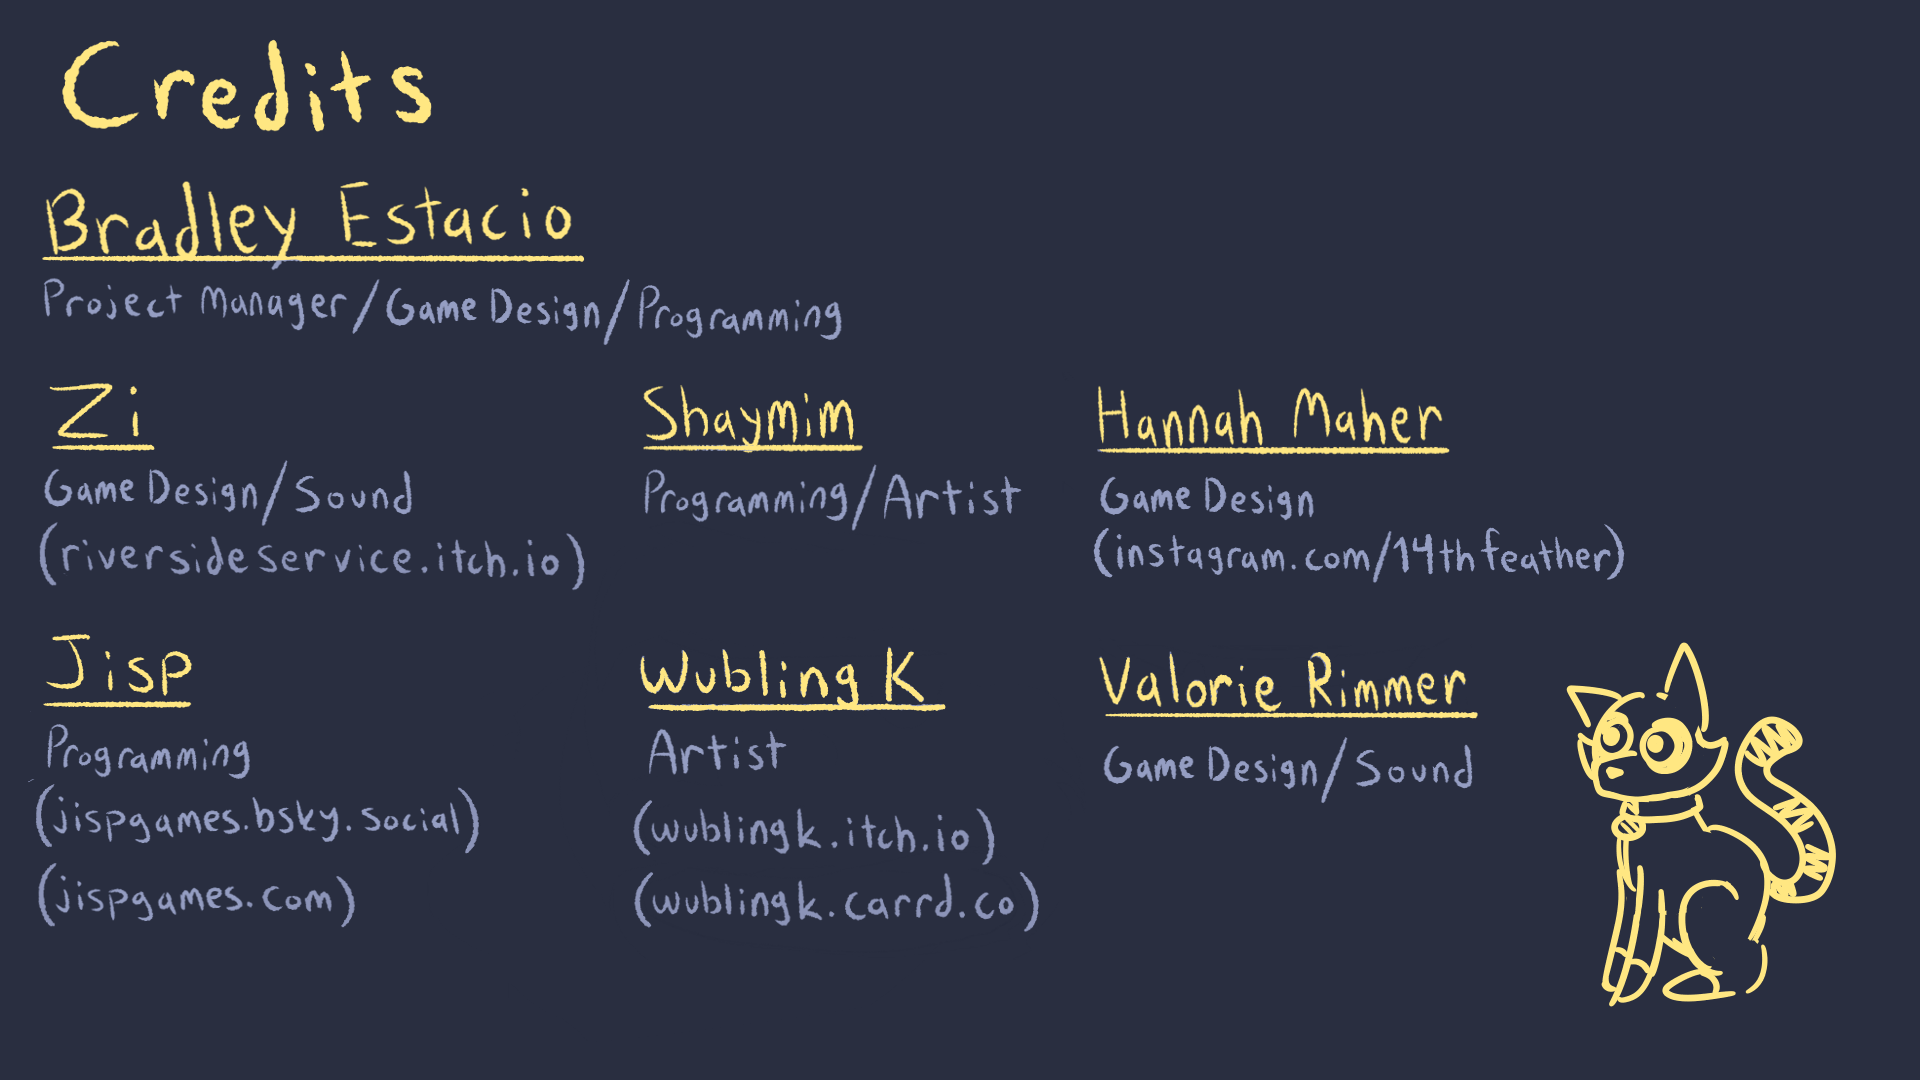 Credits
Bradley Estacio
Project Manager/Game Design/Programming
Zi
Game Design/Sound
(riversideservice.itch.io)
Shaymim
Programming/Artist
Hannah Maher
Game Design
(instagram.com/14thfeather)
Jisp
Programming
(jispgames.bsky.social)
(jispgames.com)
Wubling K
Artist
(wublingk.itch.io)
(wublingk.carrd.co)
Valorie Rimmer
Game Design/Sound